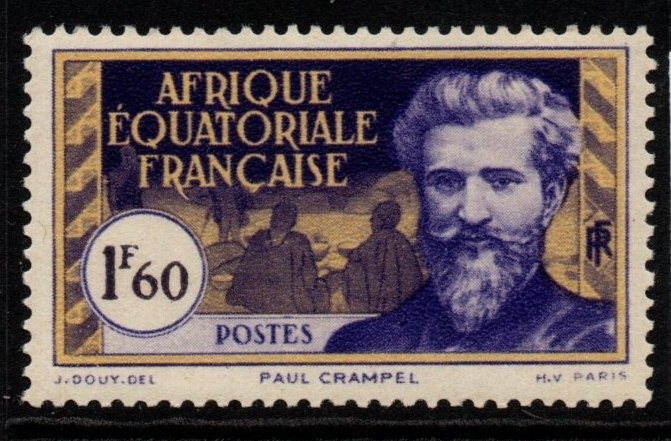 AFRIQUE
ÉQUATORIALE
FRANÇAISE
1F60
RF
POSTES
J.DOUY.DEL PAUL CRAMPEL H.V PARIS